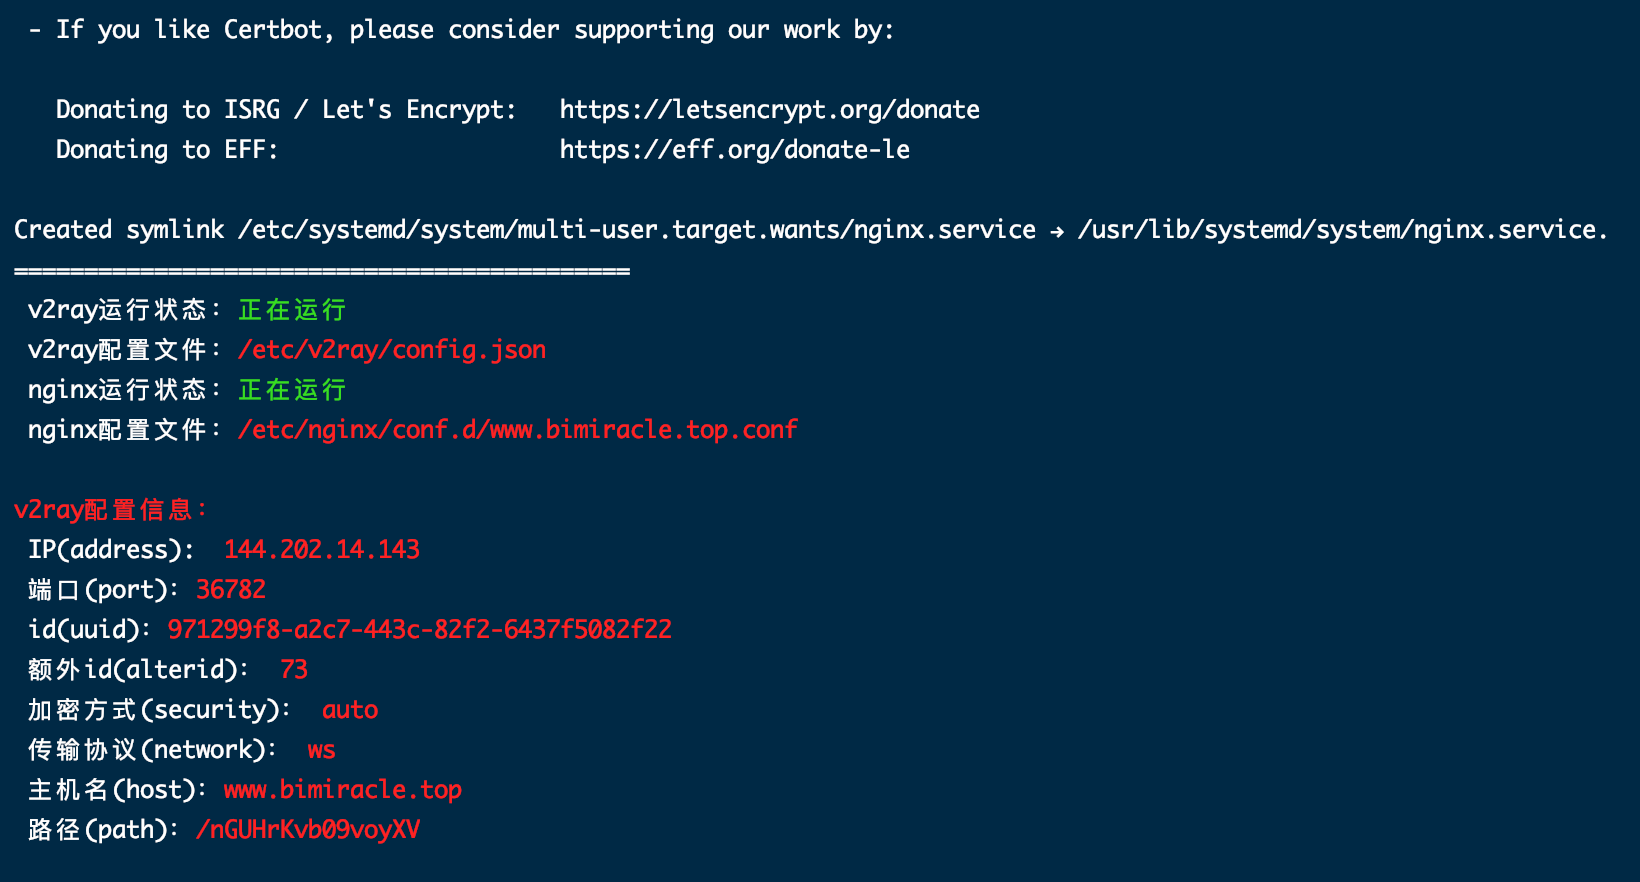 - If you like Certbot, please consider supporting our work by:
Donating to ISRG / Let's Encrypt:   https://letsencrypt.org/donate
Donating to EFF:                    https://eff.org/donate-le
Created symlink /etc/systemd/system/multi-user.target.wants/nginx.service → /usr/lib/systemd/system/nginx.service.
============================================
v2ray运行状态：正在运行
v2ray配置文件：/etc/v2ray/config.json
nginx运行状态：正在运行
nginx配置文件：/etc/nginx/conf.d/www.bimiracle.top.conf
v2ray配置信息：
IP(address):  144.202.14.143
端口(port)：36782
id(uuid)：971299f8-a2c7-443c-82f2-6437f5082f22
额外id(alterid)： 73
加密方式(security)： auto
传输协议(network)： ws
主机名(host)：www.bimiracle.top
路径(path)：/nGUHrKvb09voyXV